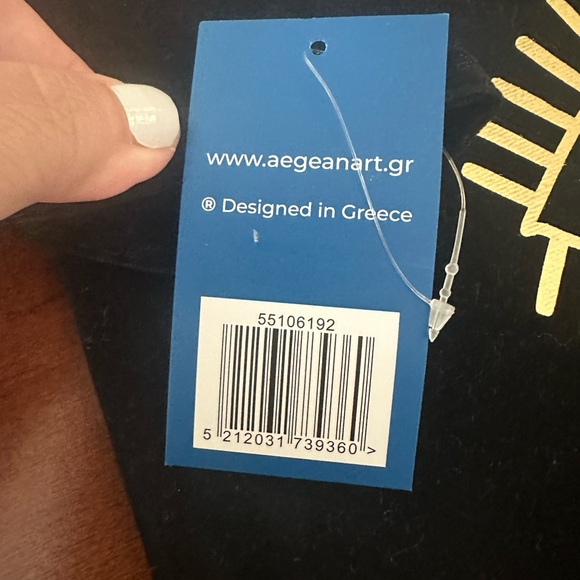 www.aegeanart.gr
® Designed in Greece
55106192
5 212031 739360 >